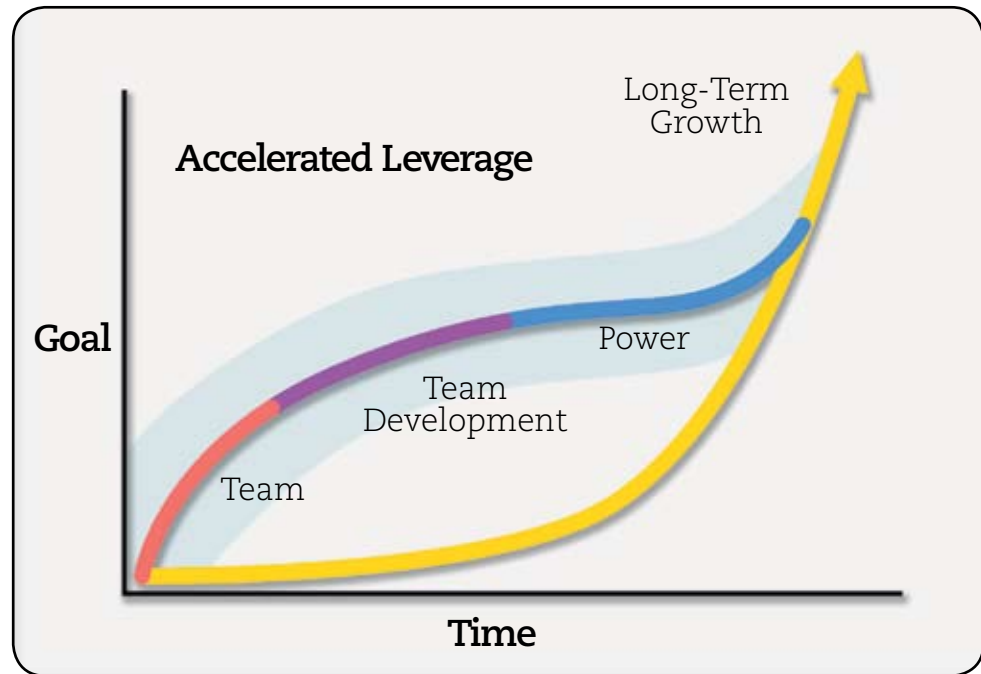 Long-Term
Growth
Accelerated Leverage
Goal
Power
Team
Development
Team
Time